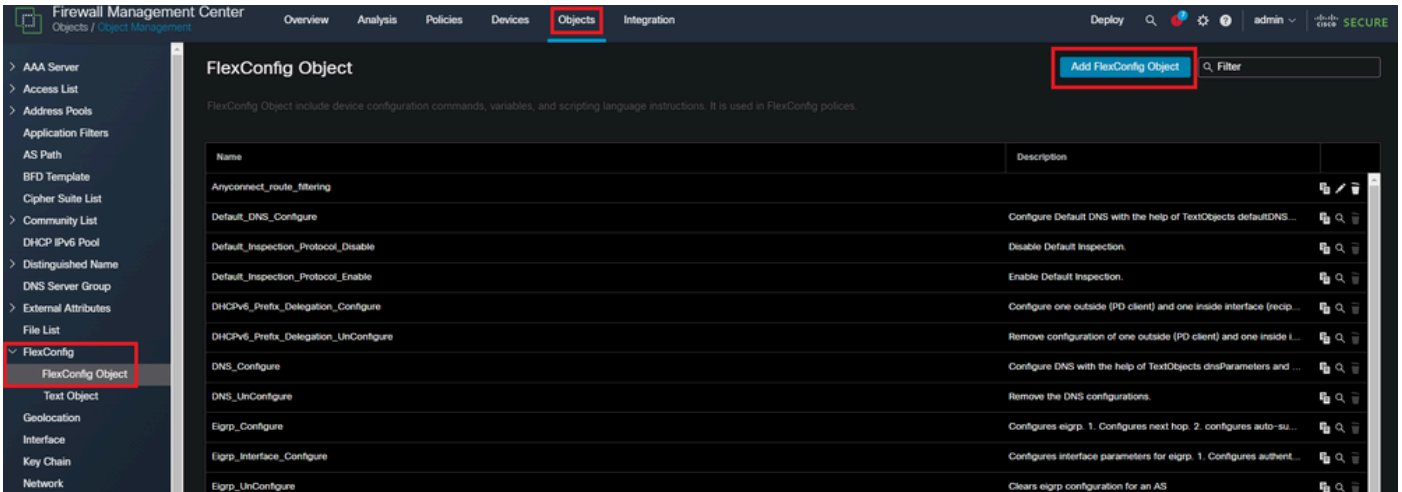 Firewall Management Center
Objects / Object Management
Overview Analysis Policies Devices Objects Integration
Deploy 7 ? admin
cisco SECURE
> AAA Server
> Access List
> Address Pools
Application Filters
AS Path
BFD Template
Cipher Suite List
> Community List
DHCP IPv6 Pool
> Distinguished Name
DNS Server Group
> External Attributes
File List
FlexConfig
FlexConfig Object
Text Object
Geolocation
Interface
Key Chain
Network
FlexConfig Object
Add FlexConfig Object
Filter
FlexConfig Object include device configuration commands, variables, and scripting language instructions. It is used in FlexConfig polices.
Name Description
Anyconnect_route_filtering
Default_DNS_Configure Configure Default DNS with the help of TextObjects defaultDNS...
Default_Inspection_Protocol_Disable Disable Default Inspection.
Default_Inspection_Protocol_Enable Enable Default Inspection.
DHCPv6_Prefix_Delegation_Configure Configure one outside (PD client) and one inside interface (recip...
DHCPv6_Prefix_Delegation_UnConfigure Remove configuration of one outside (PD client) and one inside i...
DNS_Configure Configure DNS with the help of TextObjects dnsParameters and ...
DNS_UnConfigure Remove the DNS configurations.
Eigrp_Configure Configures eigrp. 1. Configures next hop. 2. configures auto-su...
Eigrp_Interface_Configure Configures interface parameters for eigrp. 1. Configures authent...
Eigrp_UnConfigure Clears eigrp configuration for an AS